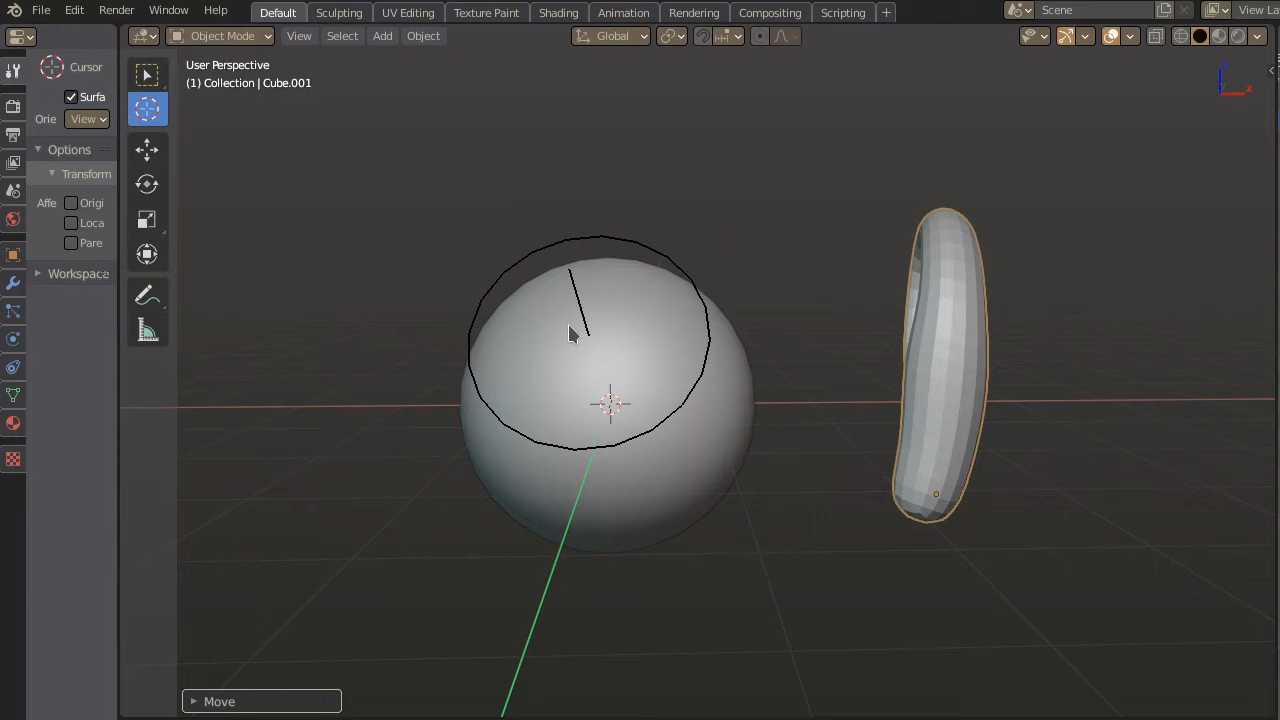 File Edit Render Window Help
Default Sculpting UV Editing Texture Paint Shading Animation Rendering Compositing Scripting +
Scene
View La
Object Mode View Select Add Object
Global
Cursor
Surfa
Orie View
Options
Transform
Affe Origi
Loca
Pare
Workspace
User Perspective
(1) Collection | Cube.001
Move